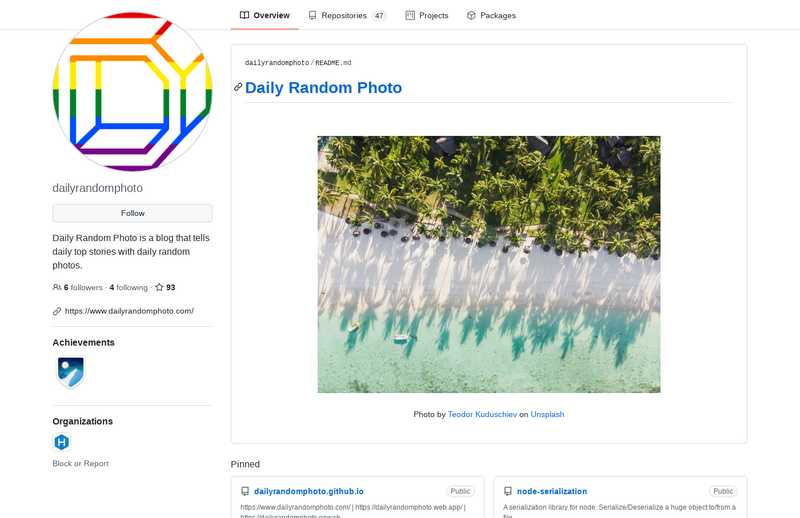 Overview
Repositories 47
Projects
Packages
dailyrandomphoto
Follow
Daily Random Photo is a blog that tells
daily top stories with daily random
photos.
6 followers · 4 following · 93
https://www.dailyrandomphoto.com/
Achievements
Organizations
Block or Report
dailyrandomphoto / README.md
Daily Random Photo
Photo by Teodor Kuduschiev on Unsplash
Pinned
dailyrandomphoto.github.io Public
https://www.dailyrandomphoto.com/ | https://dailyrandomphoto.web.app/ |
node-serialization Public
A serialization library for node. Serialize/Deserialize a huge object to/from a